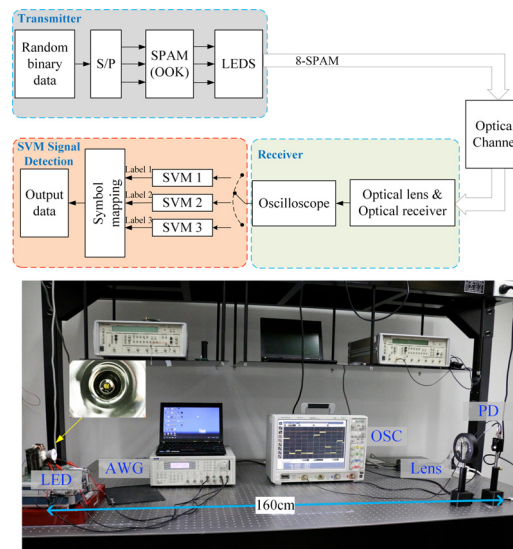 Transmitter
Random
binary
data
S/P
SPAM
(OOK)
LEDS
8-SPAM
Optical
Channel
SVM Signal
Detection
Output
data
Symbol
mapping
Label 1
SVM 1
Label 2
SVM 2
Label 3
SVM 3
Receiver
Oscilloscope
Optical lens &
Optical receiver
LED
AWG
OSC
Lens
PD
160cm